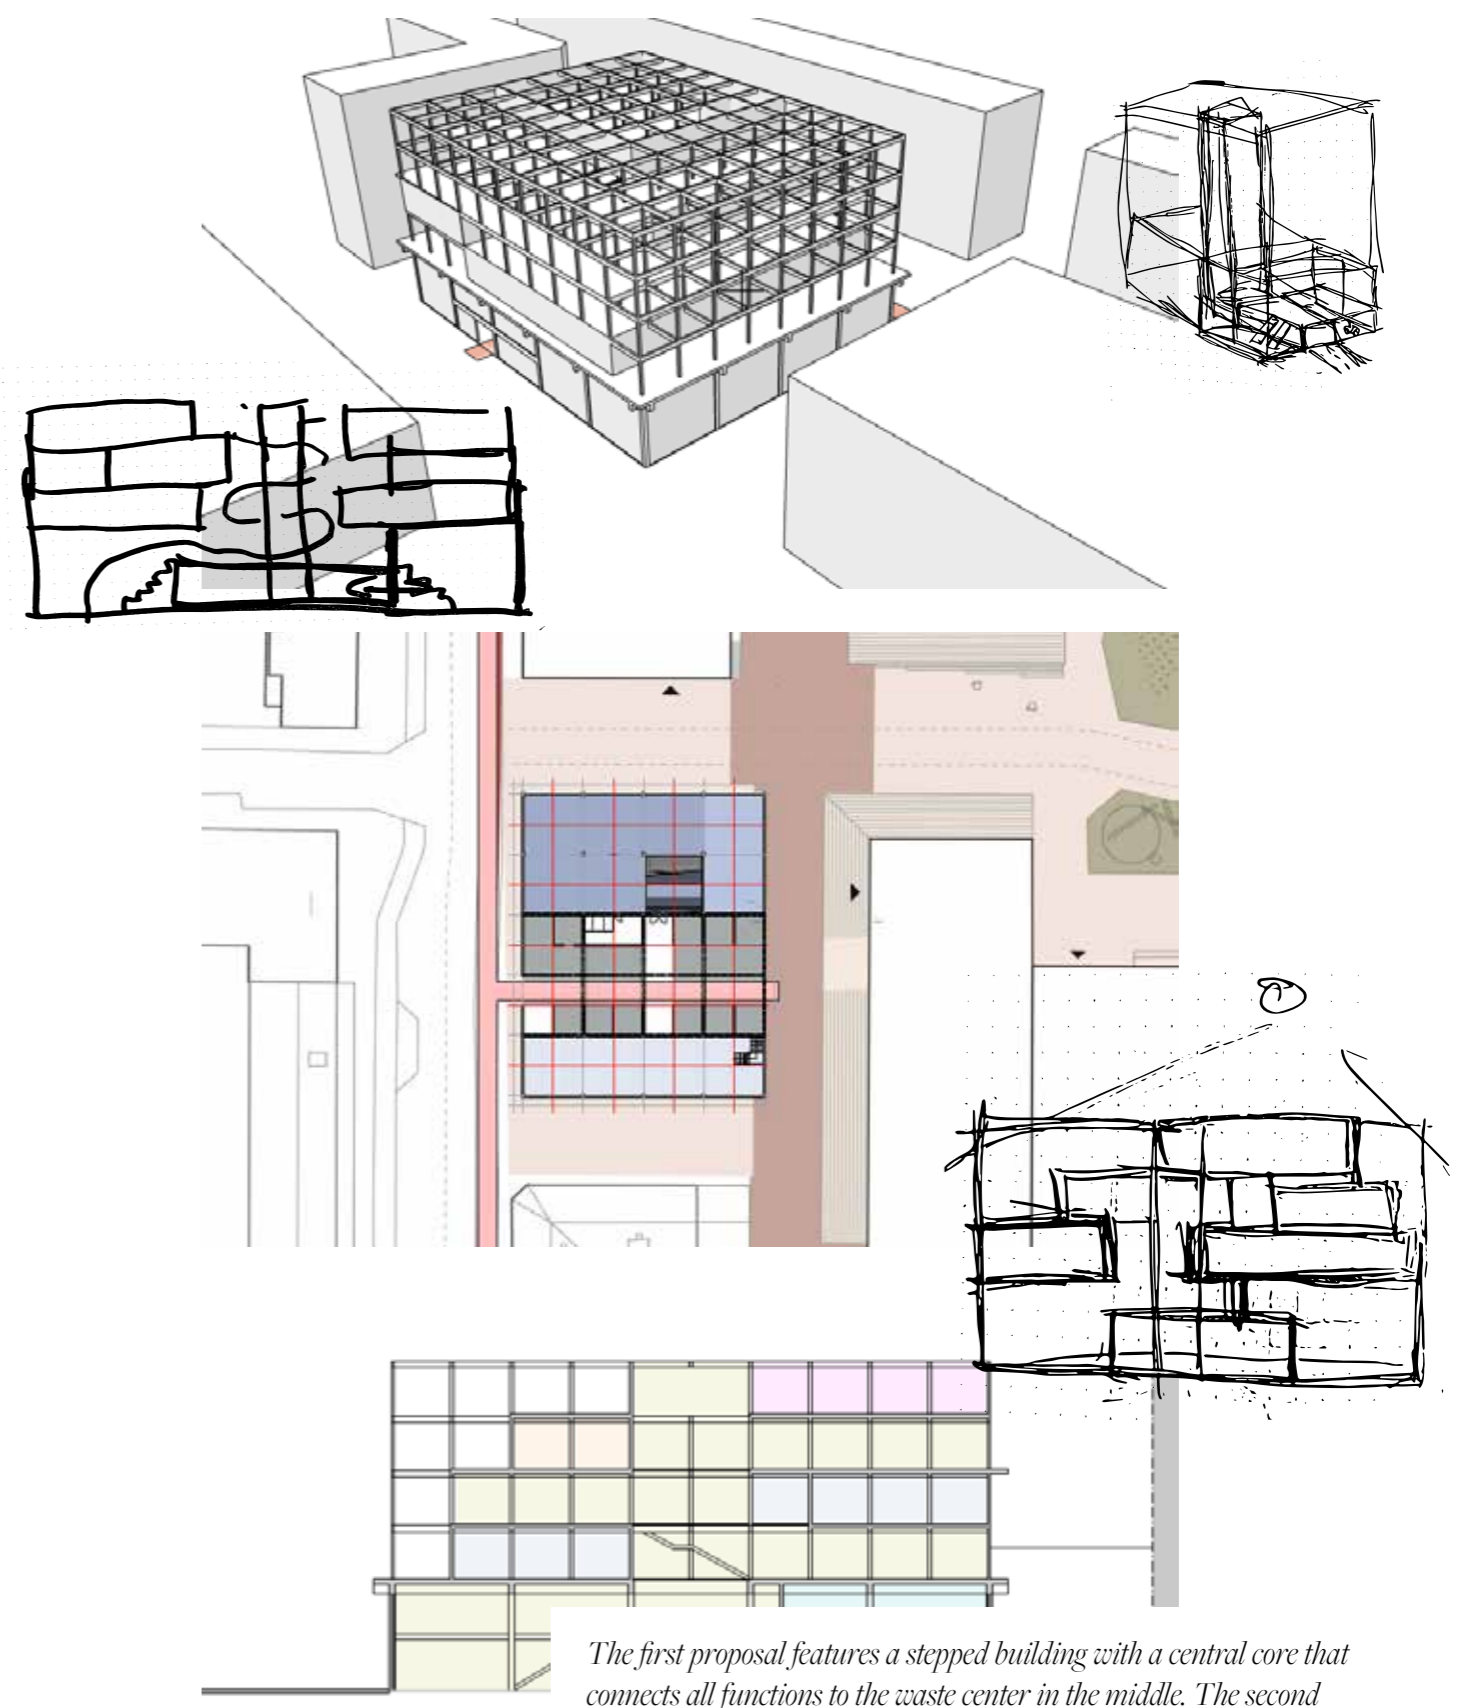 The first proposal features a stepped building with a central core that
connects all functions to the waste center in the middle. The second